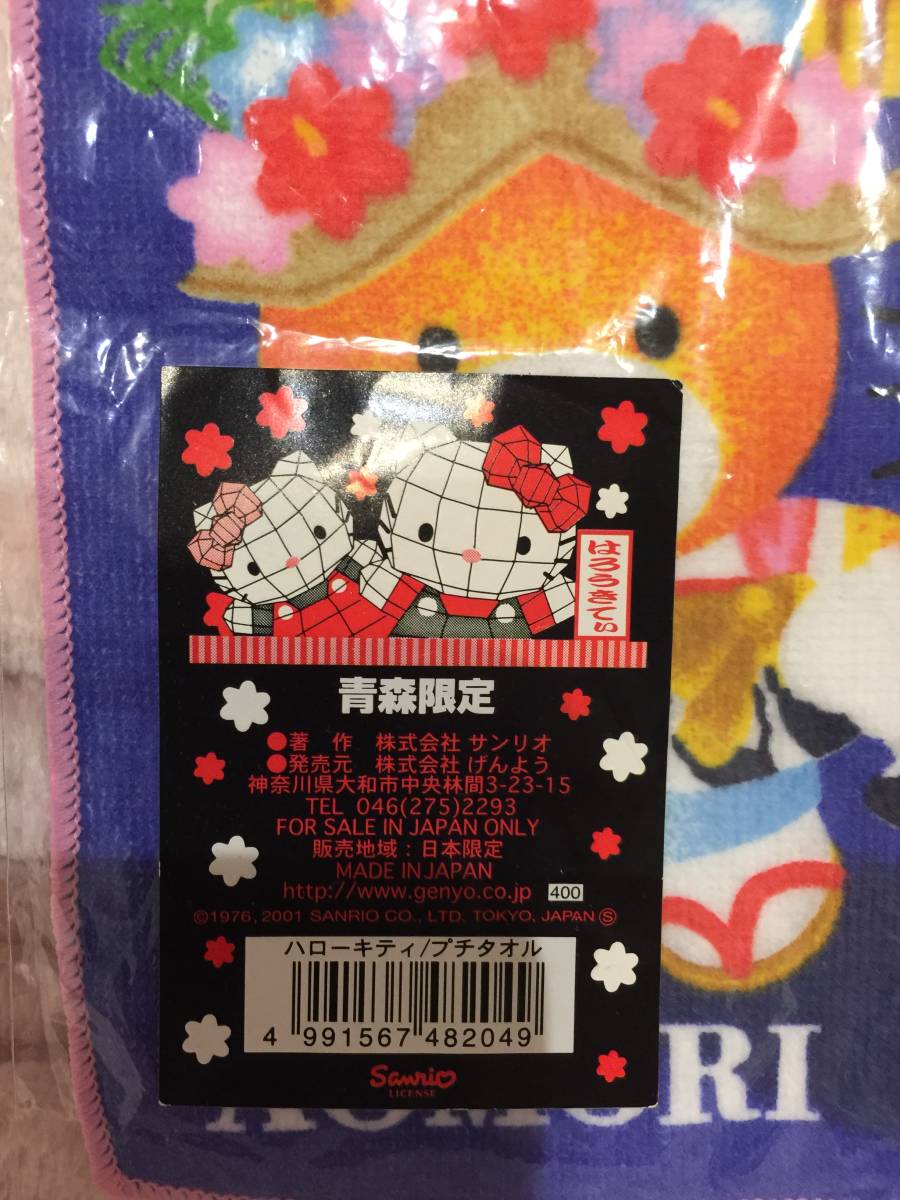 はろうきてぃ
青森限定
●著　作　株式会社 サンリオ
●発売元　株式会社 げんよう
神奈川県大和市中央林間3-23-15
TEL 046(275)2293
FOR SALE IN JAPAN ONLY
販売地域：日本限定
MADE IN JAPAN
http://www.genyo.co.jp 400
©1976, 2001 SANRIO CO., LTD. TOKYO, JAPAN Ⓢ
ハローキティ/プチタオル
4 991567 482049
Sanrio
LICENSE
AOMORI